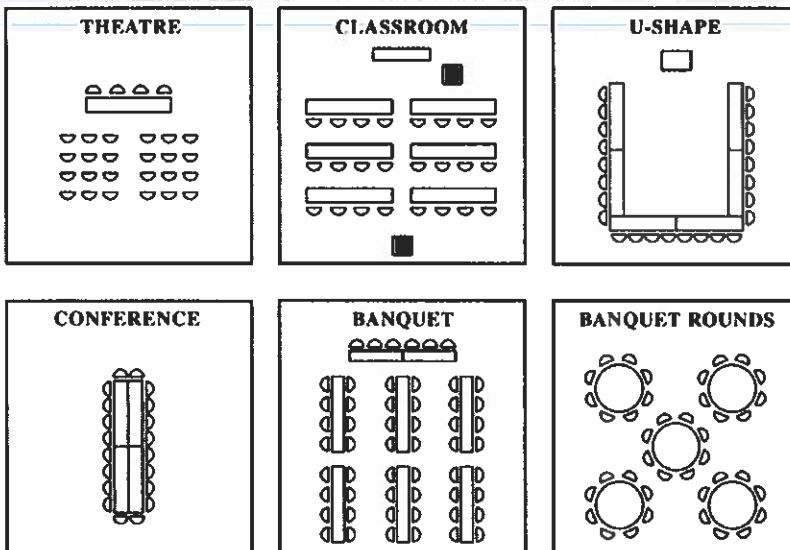 THEATRE
CLASSROOM
U-SHAPE
CONFERENCE
BANQUET
BANQUET ROUNDS